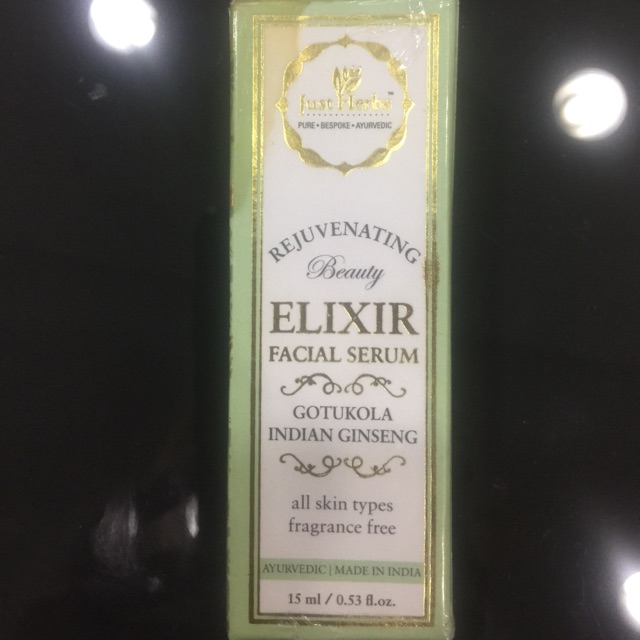 Just Herbs™
PURE • BESPOKE • AYURVEDIC
REJUVENATING
Beauty
ELIXIR
FACIAL SERUM
GOTUKOLA
INDIAN GINSENG
all skin types
fragrance free
AYURVEDIC | MADE IN INDIA
15 ml / 0.53 fl.oz.